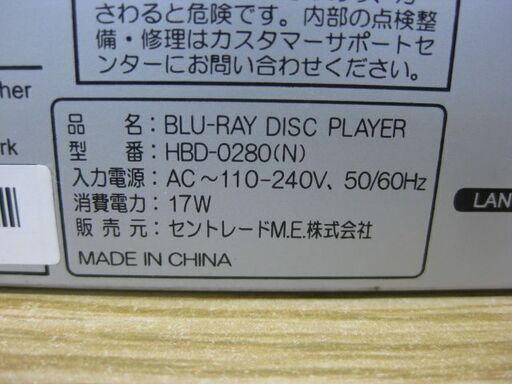 さわると危険です。内部の点検整
備・修理はカスタマーサポートセ
ンターにお問い合わせください。
品 名：BLU-RAY DISC PLAYER
型 番：HBD-0280(N)
入力電源：AC～110-240V、50/60Hz
消費電力：17W
販 売 元：セントレードM.E.株式会社
MADE IN CHINA
LAN